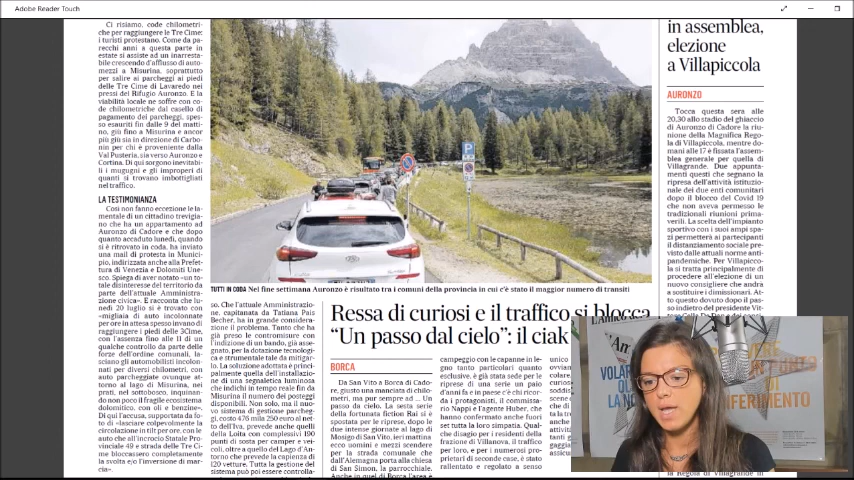 Adobe Reader Touch
Ci risiamo, code chilometri-
che per raggiungere le Tre Cime:
i turisti protestano. Come da
parecchi anni a questa parte in
estate si assiste ad un inarresta-
bile crescendo d'afflusso di auto-
mezzi a Misurina, soprattutto
per salire ai parcheggi ai piedi
delle Tre Cime di Lavaredo nei
pressi del Rifugio Auronzo. E la
viabilità locale ne soffre con co-
de chilometriche dal casello di
pagamento dei parcheggi, spes-
so esauriti fin dalle 9 del matti-
no, giù fino a Misurina e ancor
più giù sia in direzione di Carbo-
nin per chi è proveniente dalla
Val Pusteria, sia verso Auronzo e
Cortina. Di qui sorgono inevitabi-
li i mugugni e gli improperi di
quanti si trovano imbottigliati
nel traffico.
LA TESTIMONIANZA
Così non fanno eccezione le la-
mentale di un cittadino trevigia-
no che ha un appartamento ad
Auronzo di Cadore e che dopo
quanto accaduto lunedì, quando
si è ritrovato in coda, ha inviato
una mail di protesta in Munici-
pio, indirizzata anche alla Prefet-
tura di Venezia e Dolomiti Une-
sco. Spiega di aver notato «un to-
tale disinteresse del territorio da
parte dell'attuale Amministra-
zione civica». E racconta che lu-
nedì 20 luglio si è trovato con
«migliaia di auto incolonnate
per ore in attesa spesso invano di
raggiungere i piedi delle 3Cime,
con l'assenza fino alle 11 di un
qualche controllo da parte delle
forze dell'ordine comunali, la-
sciano gli automobilisti incolon-
nati per diversi chilometri, con
auto parcheggiate ovunque at-
torno al lago di Misurina, nei
prati, nel sottobosco, inquinan-
do non poco il fragile ecosistema
dolomitico, con oli e benzine».
Di qui l'accusa, supportata da fo-
to di «lasciare colpevolmente la
circolazione in tilt per ore, con le
auto che all'incrocio Statale Pro-
vinciale 49 e strada delle Tre Ci-
me bloccassero completamente
la svolta e/o l'inversione di mar-
cia».
TUTTI IN CODA Nel fine settimana Auronzo è risultato tra i comuni della provincia in cui c'è stato il maggior numero di transiti
so. Che l'attuale Amministrazione,
capitanata da Tatiana Pais
Becher, ha in grande considera-
zione il problema. Tanto che ha
già preso le contromisure con
l'indizione di un bando, già asse-
gnato, per la dotazione tecnologi-
ca e strumentale tale da mitigar-
lo. La soluzione adottata è princi-
palmente quella dell'installazio-
ne di una segnaletica luminosa
che indichi in tempo reale fin da
Misurina il numero dei posteggi
disponibili. Non solo, ma il nuo-
vo sistema di gestione parcheg-
gi, costo 476 mila 250 euro al net-
to dell'Iva, prevede anche quelli
della Loita con complessivi 190
punti di sosta per camper e vei-
coli, oltre a quello del Lago d'An-
torno che prevede la capienza di
120 vetture. Tutta la gestione del
sistema può essere controlla-
Ressa di curiosi e il traffico si blocca
"Un passo dal cielo": il ciak
BORCA
Da San Vito a Borca di Cado-
re, giusto una manciata di chilo-
metri, ma pur sempre ad ... Un
passo da cielo. La sesta serie
della fortunata fiction Rai si è
spostata per le riprese, dopo le
due intense giornate al lago di
Mosigo di San Vito, ieri mattina
ecco uomini e mezzi scendere
per la strada comunale che
dall'Alemagna porta alla chiesa
di San Simon, la parrocchiale.
Anche in quel di Borca l'area è
campeggio con le capanne in le-
gno tanto particolari quanto
esclusive, è già stada sede per le
riprese di una serie un paio
d'anni fa e in paese c'è chi ricor-
da i protagonisti, il commissa-
rio Nappi e l'agente Huber, che
hanno confermato anche fuori
set tutta la loro simpatia. Qual-
che disagio per i residenti della
frazione di Villanova, il traffico
per loro, e per i numerosi pro-
prietari di seconde case, è stato
rallentato e regolato a senso
unico
in assemblea,
elezione
a Villapiccola
AURONZO
Tocca questa sera alle
20.30 allo stadio del ghiaccio
di Auronzo di Cadore la riu-
nione della Magnifica Rego-
la di Villapiccola, mentre do-
mani alle 17 è fissata l'assem-
blea generale per quella di
Villagrande. Due appunta-
menti questi che segnano la
ripresa dell'attività istituzio-
nale dei due enti comunitari
dopo il blocco del Covid 19
che non aveva permesso le
tradizionali riunioni prima-
verili. La scelta dell'impianto
sportivo con i suoi ampi spa-
zi permetterà ai partecipanti
il distanziamento sociale pre-
visto dalle attuali norme anti-
pandemiche. Per Villapicco-
la si tratta principalmente di
procedere all'elezione di un
nuovo consigliere che andrà
a sostituire i dimissionari. At-
to questo dovuto dopo il pas-
so indietro del presidente Vit-
P